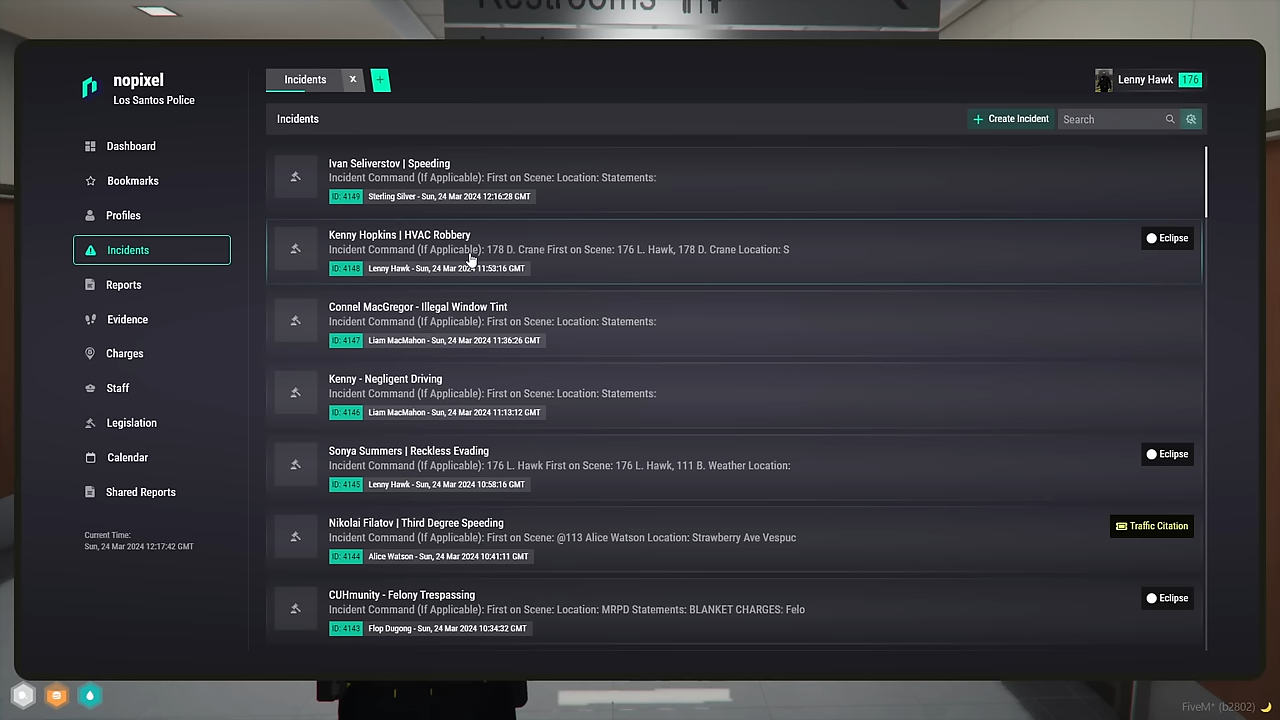 Restrooms
nopixel
Los Santos Police
Dashboard
Bookmarks
Profiles
Incidents
Reports
Evidence
Charges
Staff
Legislation
Calendar
Shared Reports
Current Time:
Sun, 24 Mar 2024 12:17:42 GMT
Incidents x +
Lenny Hawk 176
Incidents
+ Create Incident
Search
Ivan Seliverstov | Speeding
Incident Command (If Applicable): First on Scene: Location: Statements:
ID: 4149 Sterling Silver - Sun, 24 Mar 2024 12:16:28 GMT
Kenny Hopkins | HVAC Robbery
Incident Command (If Applicable): 178 D. Crane First on Scene: 176 L. Hawk, 178 D. Crane Location: S
ID: 4148 Lenny Hawk - Sun, 24 Mar 2024 11:53:16 GMT
Eclipse
Connel MacGregor - Illegal Window Tint
Incident Command (If Applicable): First on Scene: Location: Statements:
ID: 4147 Liam MacMahon - Sun, 24 Mar 2024 11:36:26 GMT
Kenny - Negligent Driving
Incident Command (If Applicable): First on Scene: Location: Statements:
ID: 4146 Liam MacMahon - Sun, 24 Mar 2024 11:13:12 GMT
Sonya Summers | Reckless Evading
Incident Command (If Applicable): 176 L. Hawk First on Scene: 176 L. Hawk, 111 B. Weather Location:
ID: 4145 Lenny Hawk - Sun, 24 Mar 2024 10:58:16 GMT
Eclipse
Nikolai Filatov | Third Degree Speeding
Incident Command (If Applicable): First on Scene: @113 Alice Watson Location: Strawberry Ave Vespuc
ID: 4144 Alice Watson - Sun, 24 Mar 2024 10:41:11 GMT
Traffic Citation
CUHmunity - Felony Trespassing
Incident Command (If Applicable): First on Scene: Location: MRPD Statements: BLANKET CHARGES: Felo
ID: 4143 Flop Dugong - Sun, 24 Mar 2024 10:34:32 GMT
Eclipse
FiveM* (b2802)